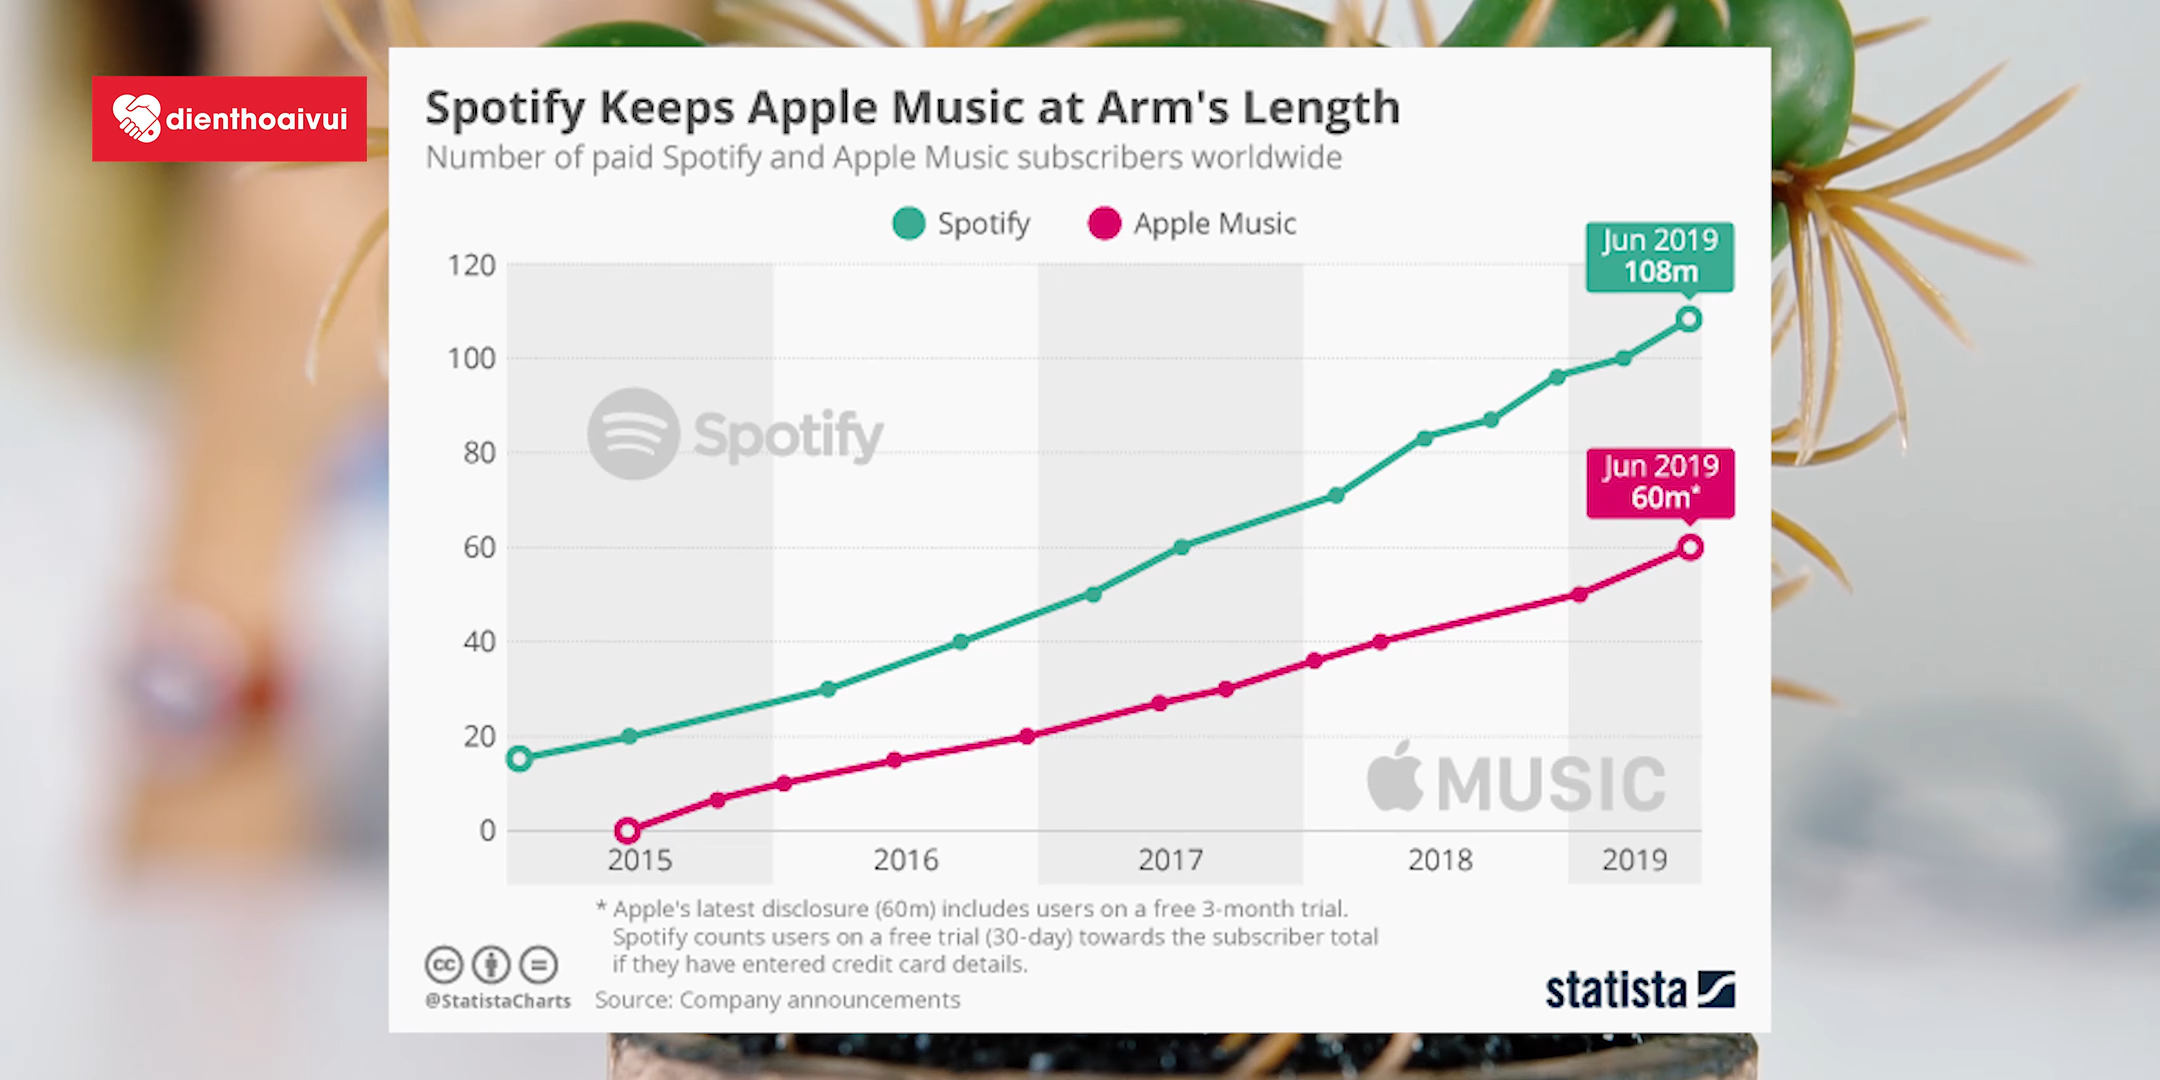 dienthoaivui
Spotify Keeps Apple Music at Arm's Length
Number of paid Spotify and Apple Music subscribers worldwide
Spotify
Apple Music
Jun 2019
108m
120
100
80
60
40
20
0
Spotify
Jun 2019
60m*
MUSIC
2015
2016
2017
2018
2019
* Apple's latest disclosure (60m) includes users on a free 3-month trial.
Spotify counts users on a free trial (30-day) towards the subscriber total
if they have entered credit card details.
cc
@StatistaCharts
Source: Company announcements
statista